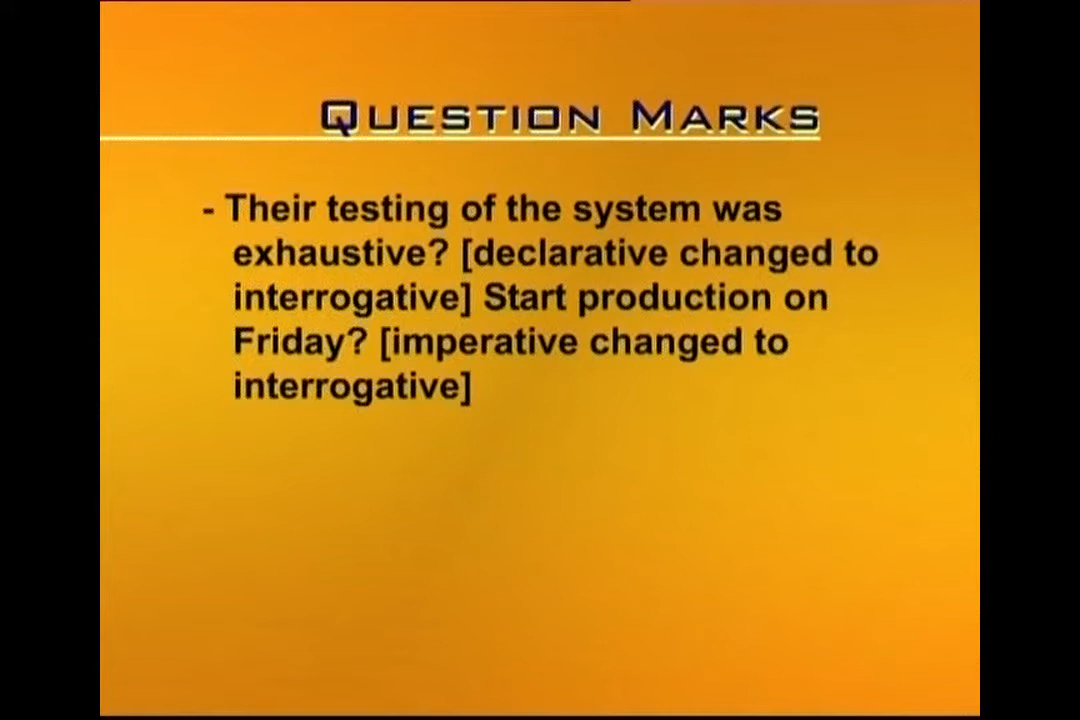 Question Marks
- Their testing of the system was
exhaustive? [declarative changed to
interrogative] Start production on
Friday? [imperative changed to
interrogative]